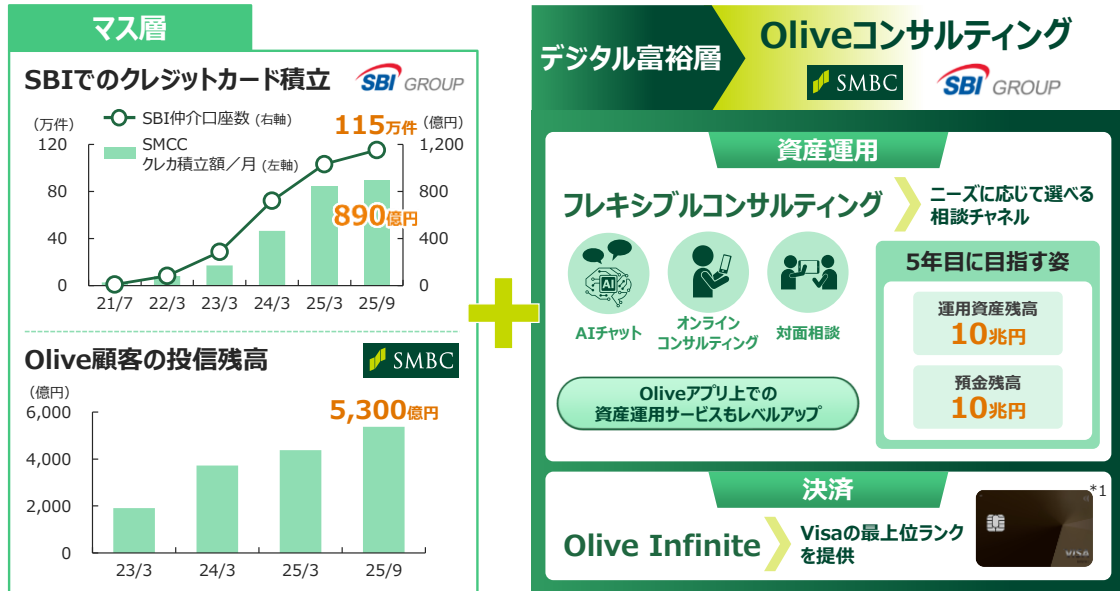 マス層
SBIでのクレジットカード積立
SBI GROUP
(万件)
SBI仲介口座数 (右軸)
115万件
(億円)
SMCC
クレカ積立額／月 (左軸)
120
80
40
0
890億円
1,200
800
400
0
21/7 22/3 23/3 24/3 25/3 25/9
Olive顧客の投信残高
SMBC
(億円)
5,300億円
6,000
4,000
2,000
0
23/3 24/3 25/3 25/9
デジタル富裕層
Oliveコンサルティング
SMBC
SBI GROUP
資産運用
フレキシブルコンサルティング
ニーズに応じて選べる
相談チャネル
AI
AIチャット
オンライン
コンサルティング
対面相談
Oliveアプリ上での
資産運用サービスもレベルアップ
5年目に目指す姿
運用資産残高
10兆円
預金残高
10兆円
決済
Olive Infinite
Visaの最上位ランク
を提供
*1
VISA